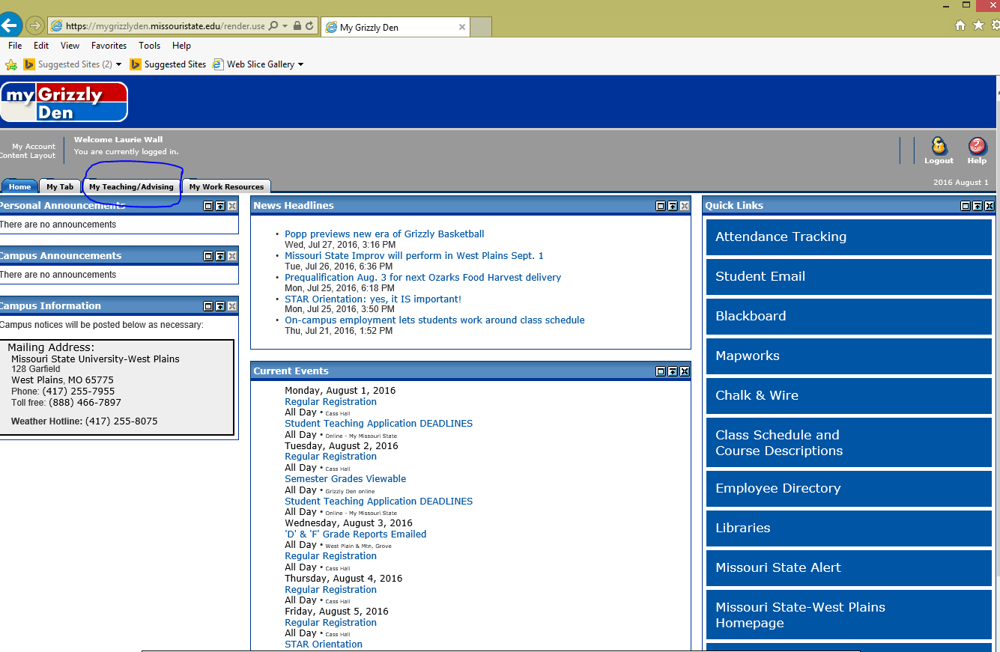 https://mygrizzlyden.missouristate.edu/render.use
My Grizzly Den
File Edit View Favorites Tools Help
Suggested Sites (2) Suggested Sites Web Slice Gallery
my Grizzly
Den
My Account
Content Layout
Welcome Laurie Wall
You are currently logged in.
Logout Help
Home My Tab My Teaching/Advising My Work Resources
2016 August 1
Personal Announcements
There are no announcements
Campus Announcements
There are no announcements
Campus Information
Campus notices will be posted below as necessary:
Mailing Address:
Missouri State University-West Plains
128 Garfield
West Plains, MO 65775
Phone: (417) 255-7955
Toll free: (888) 466-7897
Weather Hotline: (417) 255-8075
News Headlines
• Popp previews new era of Grizzly Basketball
Wed, Jul 27, 2016, 3:16 PM
• Missouri State Improv will perform in West Plains Sept. 1
Tue, Jul 26, 2016, 6:36 PM
• Prequalification Aug. 3 for next Ozarks Food Harvest delivery
Mon, Jul 25, 2016, 6:18 PM
• STAR Orientation: yes, it IS important!
Mon, Jul 25, 2016, 3:50 PM
• On-campus employment lets students work around class schedule
Thu, Jul 21, 2016, 1:52 PM
Current Events
Monday, August 1, 2016
Regular Registration
All Day • Cass Hall
Student Teaching Application DEADLINES
All Day • Online - My Missouri State
Tuesday, August 2, 2016
Regular Registration
All Day • Cass Hall
Semester Grades Viewable
All Day • Grizzly Den online
Student Teaching Application DEADLINES
All Day • Online - My Missouri State
Wednesday, August 3, 2016
'D' & 'F' Grade Reports Emailed
All Day • West Plain & Mtn. Grove
Regular Registration
All Day • Cass Hall
Thursday, August 4, 2016
Regular Registration
All Day • Cass Hall
Friday, August 5, 2016
Regular Registration
All Day • Cass Hall
STAR Orientation
Quick Links
Attendance Tracking
Student Email
Blackboard
Mapworks
Chalk & Wire
Class Schedule and
Course Descriptions
Employee Directory
Libraries
Missouri State Alert
Missouri State-West Plains
Homepage